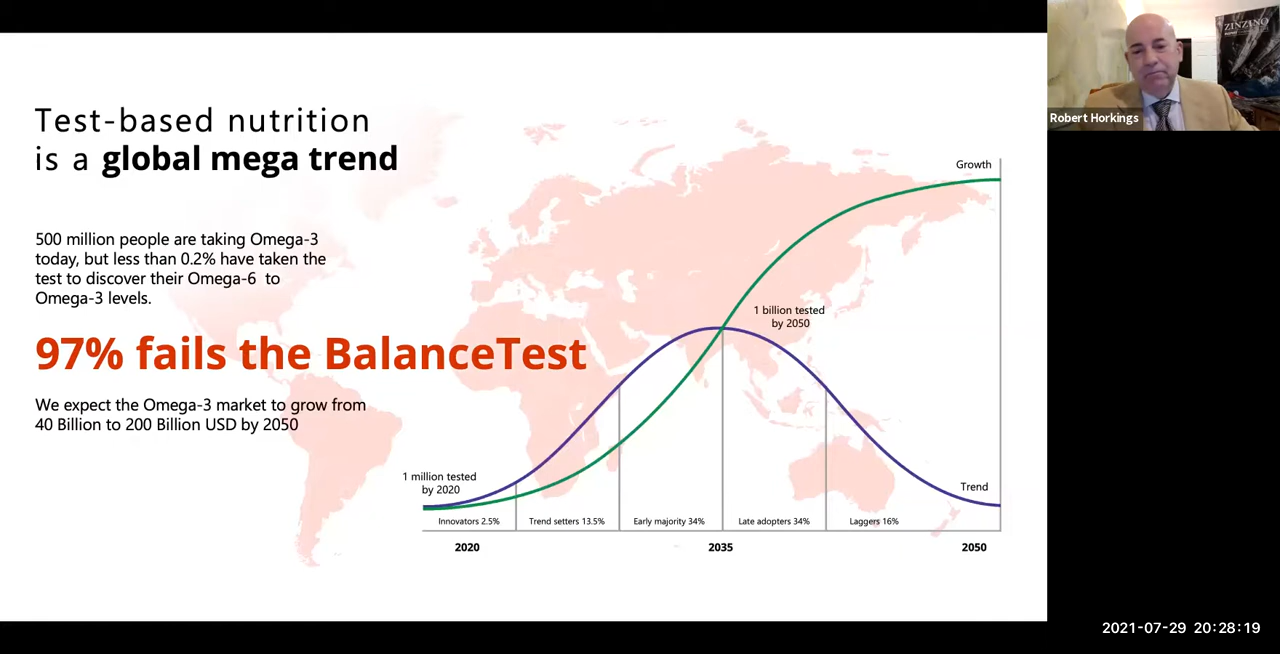 Test-based nutrition
is a global mega trend
500 million people are taking Omega-3
today, but less than 0.2% have taken the
test to discover their Omega-6 to
Omega-3 levels.
97% fails the BalanceTest
We expect the Omega-3 market to grow from
40 Billion to 200 Billion USD by 2050
Growth
1 billion tested
by 2050
1 million tested
by 2020
Trend
Innovators 2.5%
Trend setters 13.5%
Early majority 34%
Late adopters 34%
Laggers 16%
2020
2035
2050
ZINZINO
Robert Horkings
2021-07-29 20:28:19